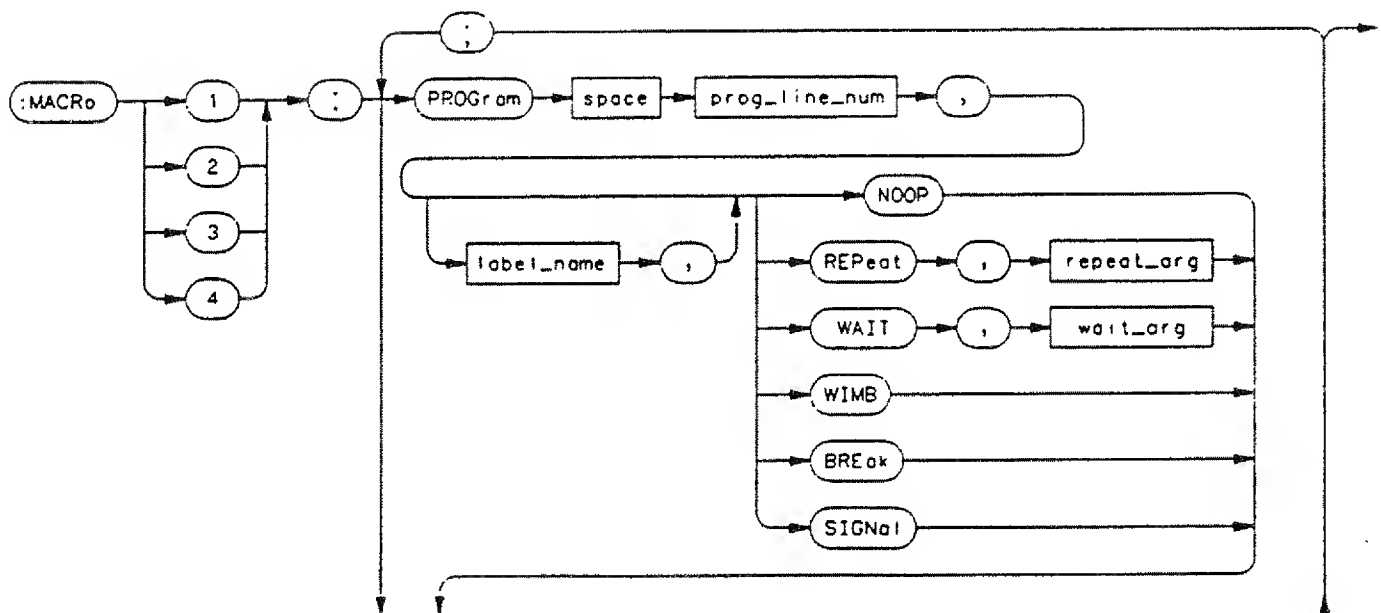 ;
:MACRo 1 : PROGram space prog_line_num ,
2
3
4
NOOP
label_name ,
REPeat , repeat_arg
WAIT , wait_arg
WIMB
BREak
SIGNal